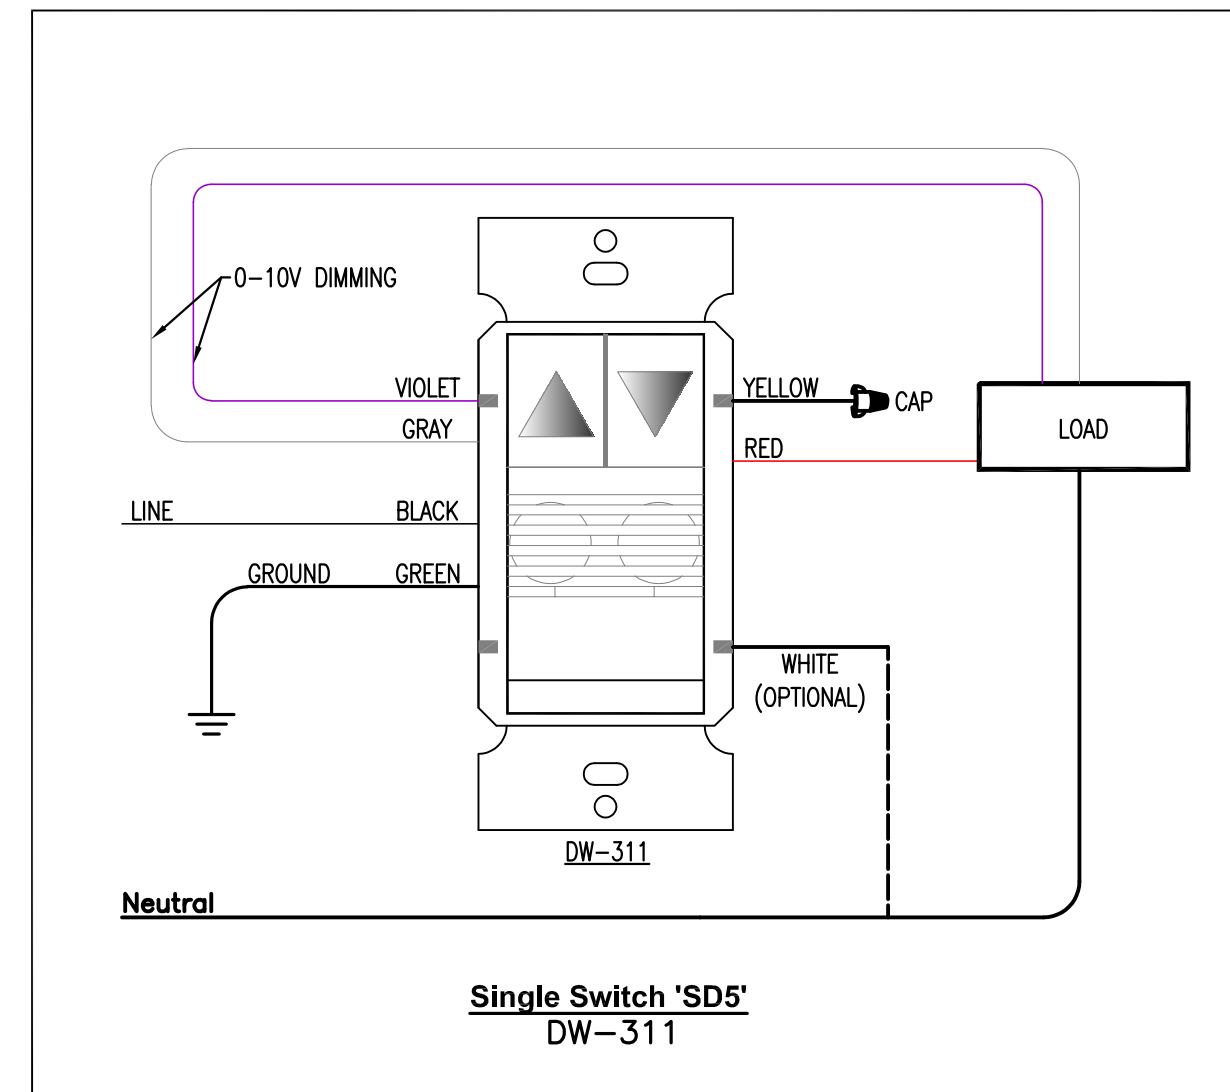 0-10V DIMMING
VIOLET
YELLOW
CAP
GRAY
LOAD
RED
LINE
BLACK
GROUND
GREEN
WHITE
(OPTIONAL)
DW-311
Neutral
Single Switch 'SD5'
DW-311